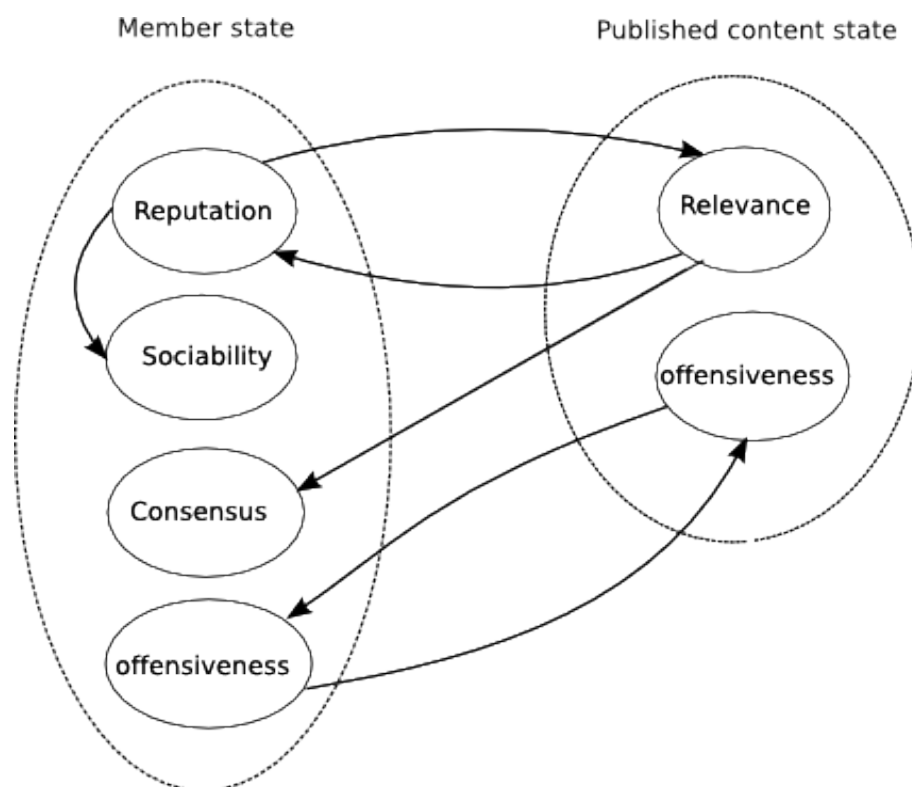 Member state
Published content state
Reputation
Relevance
Sociability
offensiveness
Consensus
offensiveness